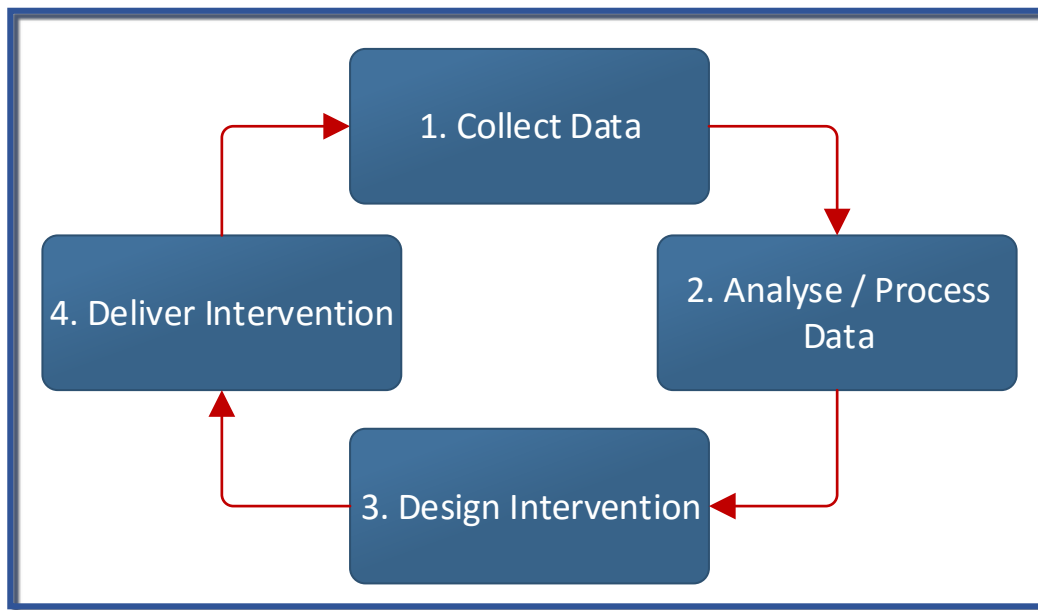 1. Collect Data
2. Analyse / Process
Data
3. Design Intervention
4. Deliver Intervention